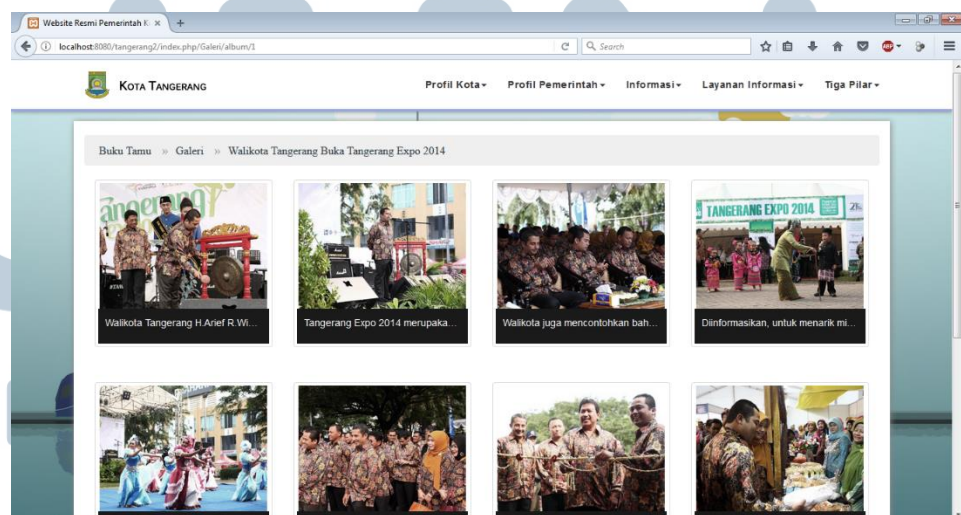 Website Resmi Pemerintah K
localhost:8080/tangerang2/index.php/Galeri/album/1
Search
ABP
KOTA TANGERANG
Profil Kota
Profil Pemerintah
Informasi
Layanan Informasi
Tiga Pilar
Buku Tamu » Galeri » Walikota Tangerang Buka Tangerang Expo 2014
TANGERANG EXPO 2014
Walikota Tangerang H.Arief R.Wi...
Tangerang Expo 2014 merupaka...
Walikota juga mencontohkan bah...
Diinformasikan, untuk menarik mi...